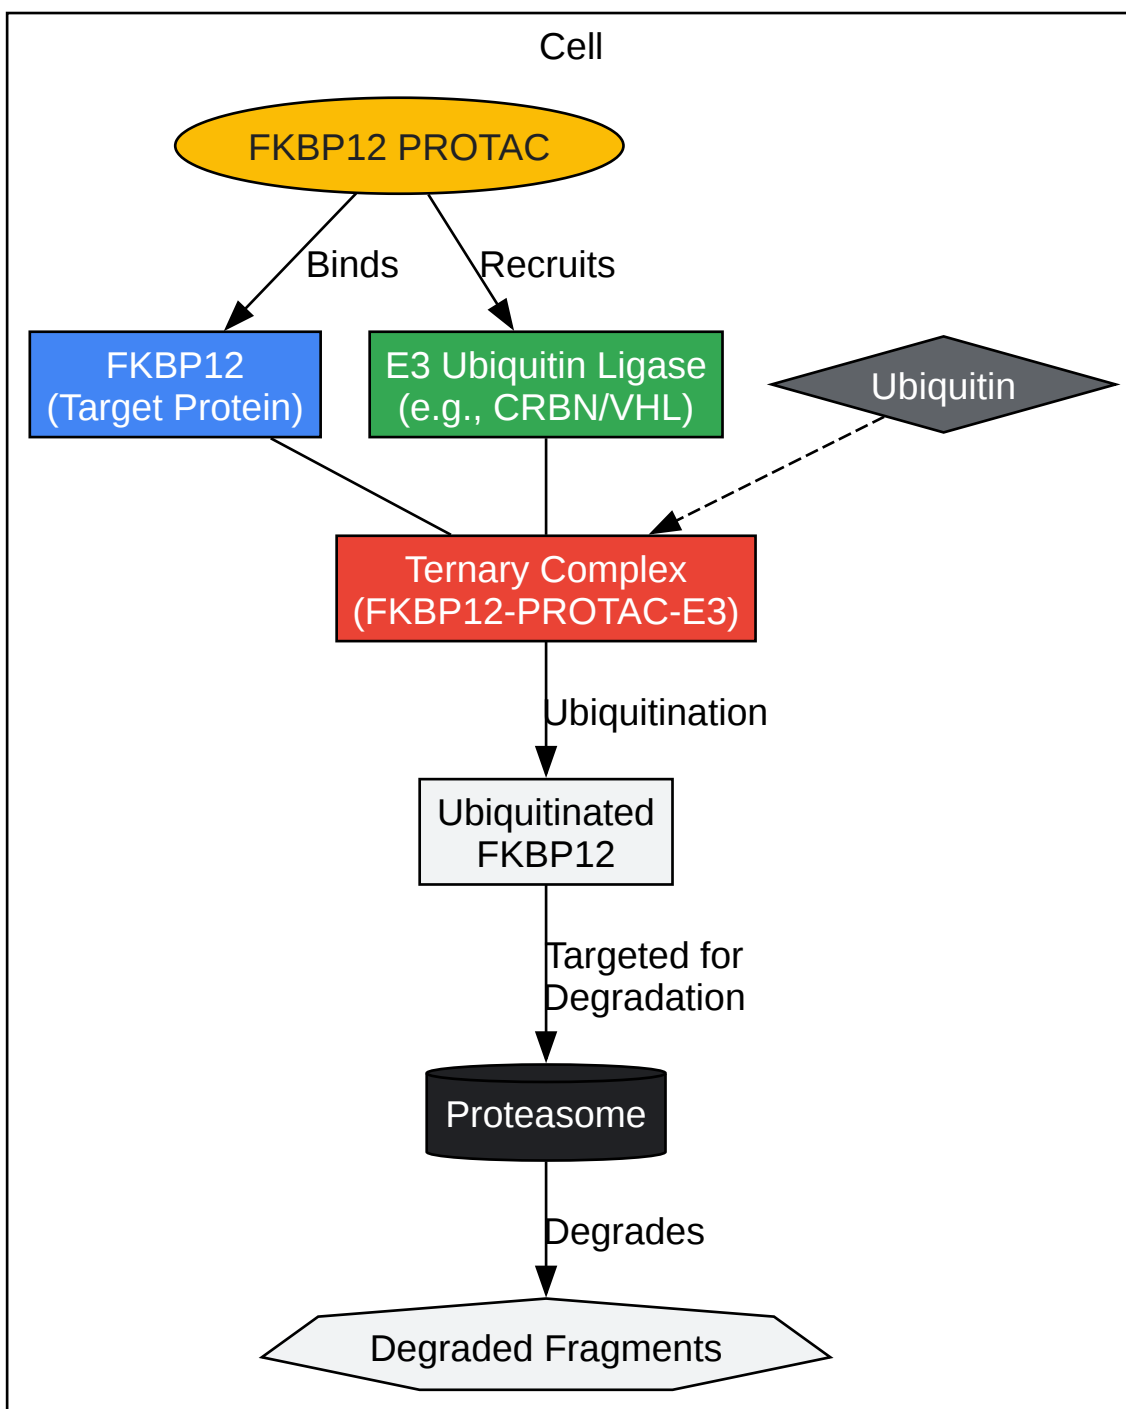 Cell
FKBP12 PROTAC
Binds
Recruits
FKBP12
(Target Protein)
E3 Ubiquitin Ligase
(e.g., CRBN/VHL)
Ubiquitin
Ternary Complex
(FKBP12-PROTAC-E3)
Ubiquitination
Ubiquitinated
FKBP12
Targeted for
Degradation
Proteasome
Degrades
Degraded Fragments